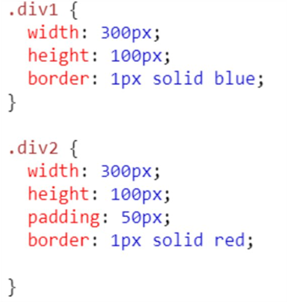 .div1 {
  width: 300px;
  height: 100px;
  border: 1px solid blue;
}
.div2 {
  width: 300px;
  height: 100px;
  padding: 50px;
  border: 1px solid red;
}